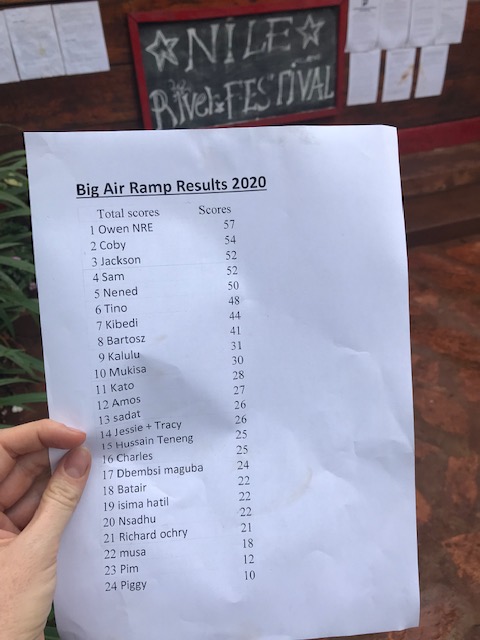 NILE
River FESTIVAL
Big Air Ramp Results 2020
Total scores Scores
1 Owen NRE 57
2 Coby 54
3 Jackson 52
4 Sam 52
5 Nened 50
6 Tino 48
7 Kibedi 44
8 Bartosz 41
9 Kalulu 31
10 Mukisa 30
11 Kato 28
12 Amos 27
13 sadat 26
14 Jessie + Tracy 26
15 Hussain Teneng 25
16 Charles 25
17 Dbembsi maguba 24
18 Batair 22
19 isima hatil 22
20 Nsadhu 22
21 Richard ochry 21
22 musa 18
23 Pim 12
24 Piggy 10